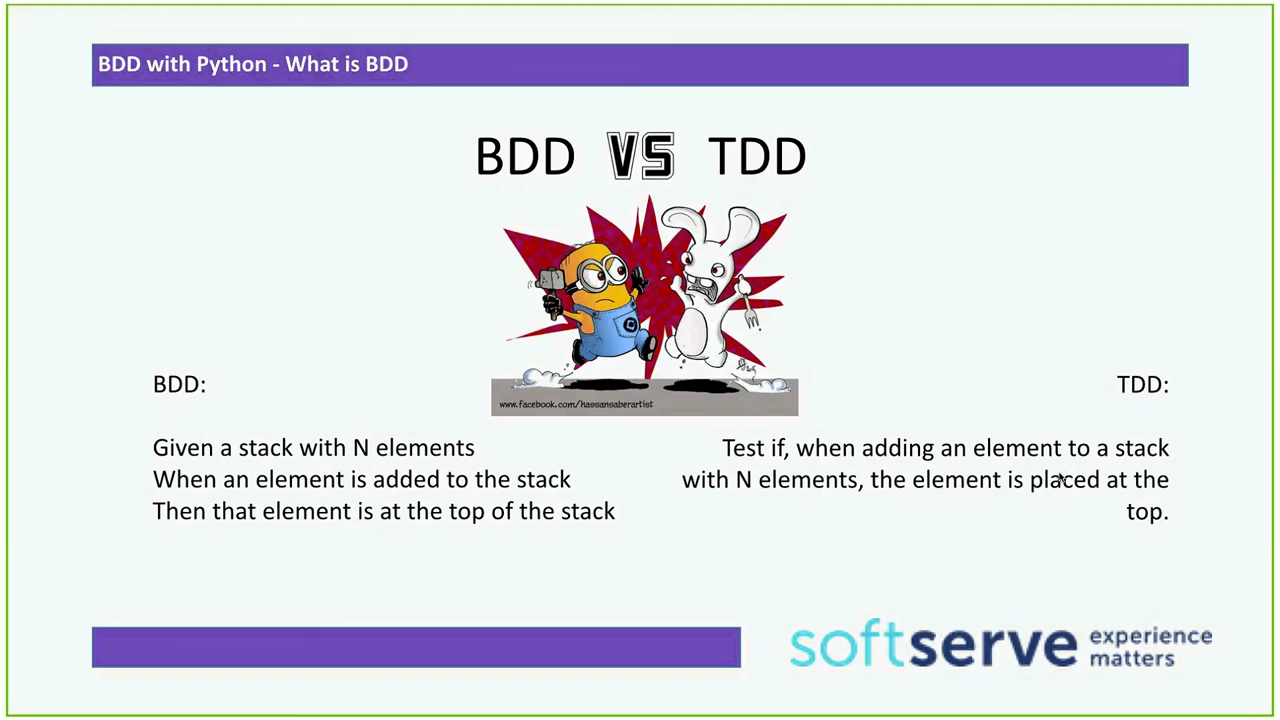 BDD with Python - What is BDD
BDD VS TDD
www.facebook.com/hassansaberartist
BDD:
Given a stack with N elements
When an element is added to the stack
Then that element is at the top of the stack
TDD:
Test if, when adding an element to a stack
with N elements, the element is placed at the
top.
softserve
experience
matters